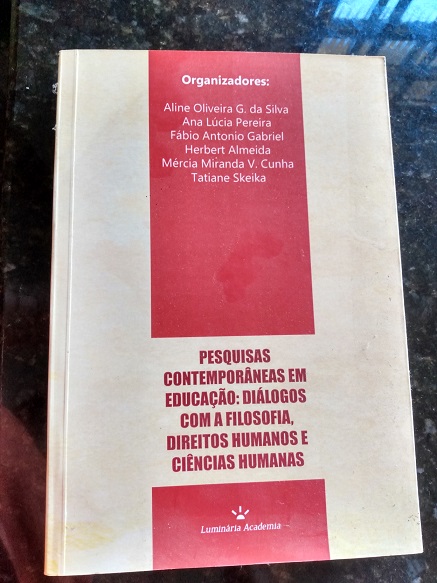 Organizadores:
Aline Oliveira G. da Silva
Ana Lúcia Pereira
Fábio Antonio Gabriel
Herbert Almeida
Mércia Miranda V. Cunha
Tatiane Skeika
PESQUISAS
CONTEMPORÂNEAS EM
EDUCAÇÃO: DIÁLOGOS
COM A FILOSOFIA,
DIREITOS HUMANOS E
CIÊNCIAS HUMANAS
Luminária Academia